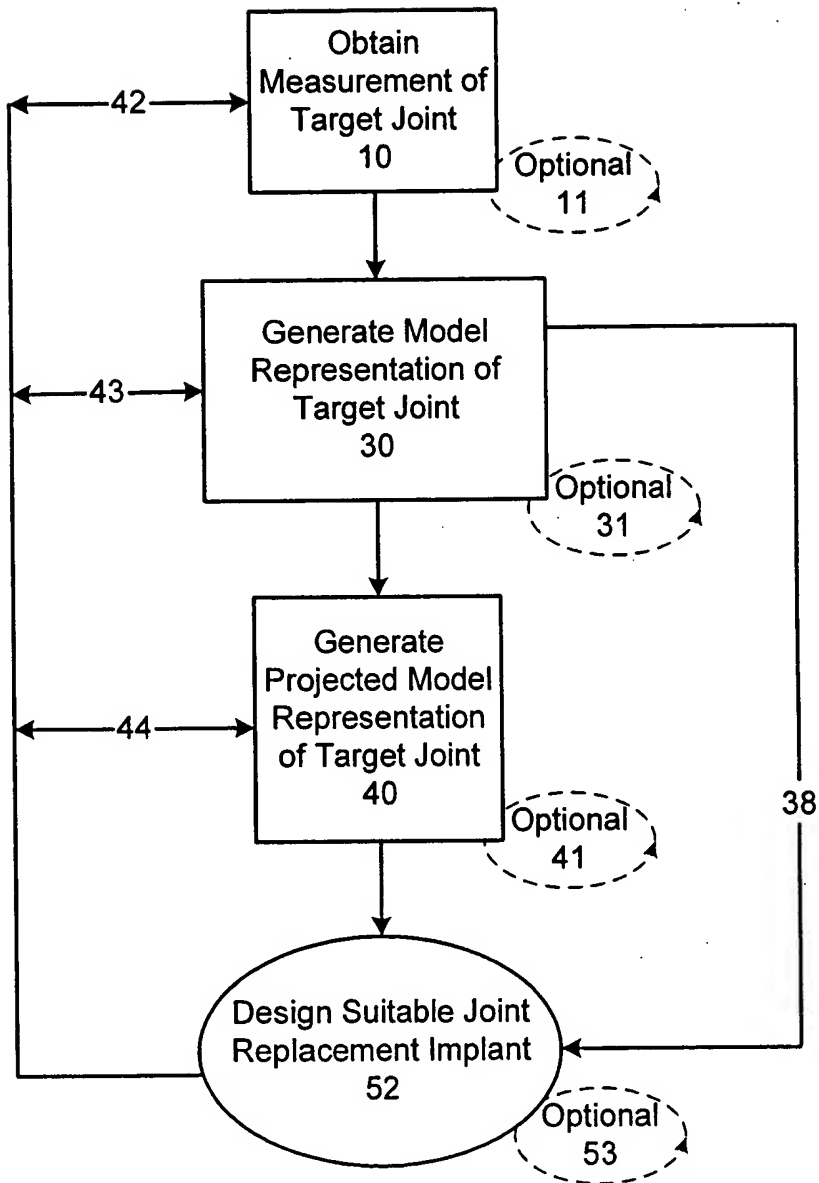 Obtain
Measurement of
Target Joint
10
42
Optional
11
Generate Model
Representation of
Target Joint
30
43
Optional
31
Generate
Projected Model
Representation
of Target Joint
40
44
38
Optional
41
Design Suitable Joint
Replacement Implant
52
Optional
53